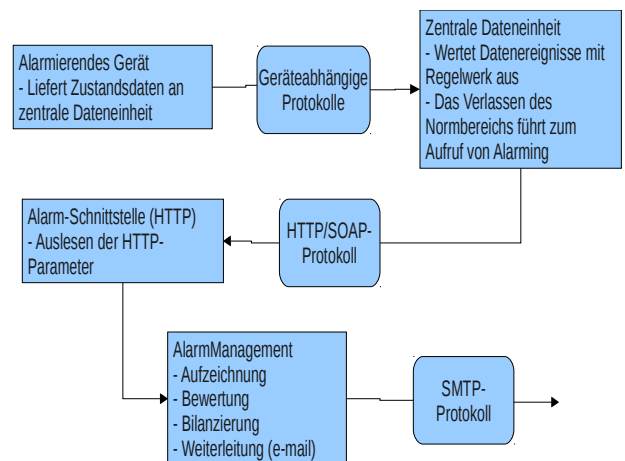 Alarmierendes Gerät
- Liefert Zustandsdaten an
zentrale Dateneinheit
Geräteabhängige
Protokolle
Zentrale Dateneinheit
- Wertet Datenereignisse mit
Regelwerk aus
- Das Verlassen des
Normbereichs führt zum
Aufruf von Alarming
Alarm-Schnittstelle (HTTP)
- Auslesen der HTTP-
Parameter
HTTP/SOAP-
Protokoll
AlarmManagement
- Aufzeichnung
- Bewertung
- Bilanzierung
- Weiterleitung (e-mail)
SMTP-
Protokoll